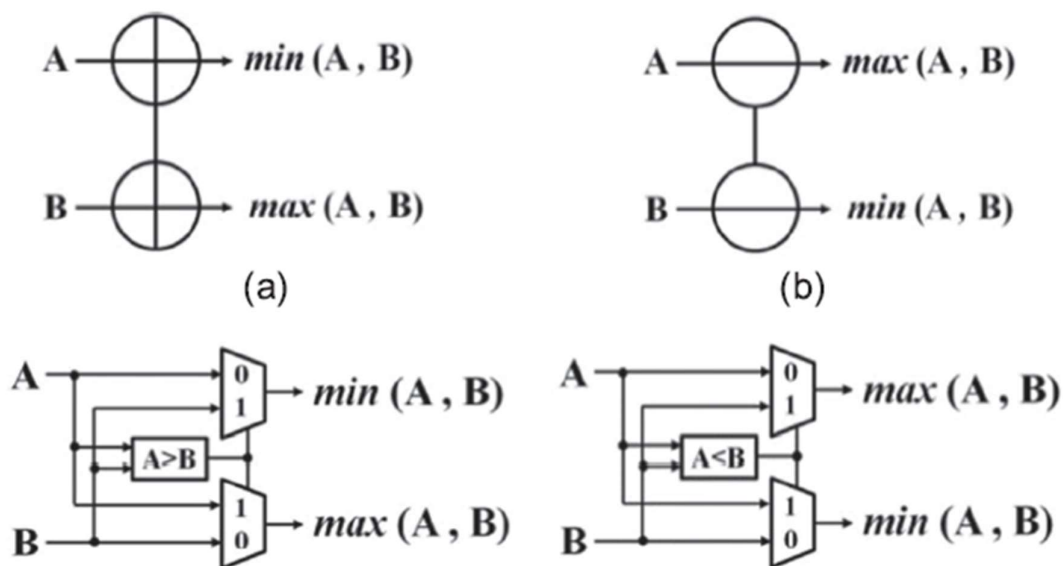 A min (A , B)
B max (A , B)
(a)
A max (A , B)
B min (A , B)
(b)
A 0 min (A , B)
1
A>B
1
B 0 max (A , B)
A 0 max (A , B)
1
A<B
1
B 0 min (A , B)